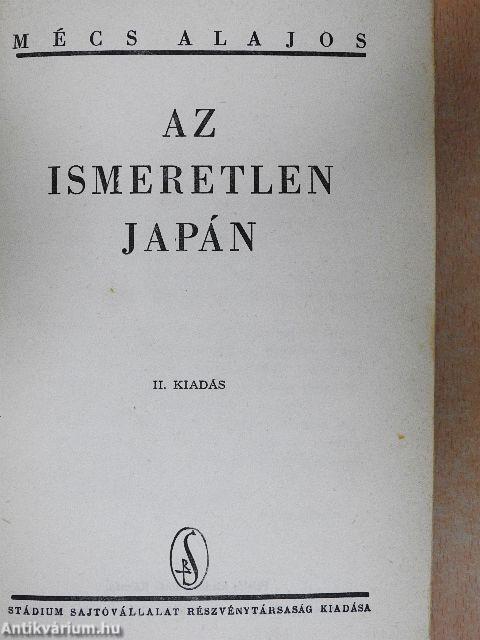 MÉCS ALAJOS
AZ
ISMERETLEN
JAPÁN
II. KIADÁS
STÁDIUM SAJTÓVÁLLALAT RÉSZVÉNYTÁRSASÁG KIADÁSA
Antikvárium.hu